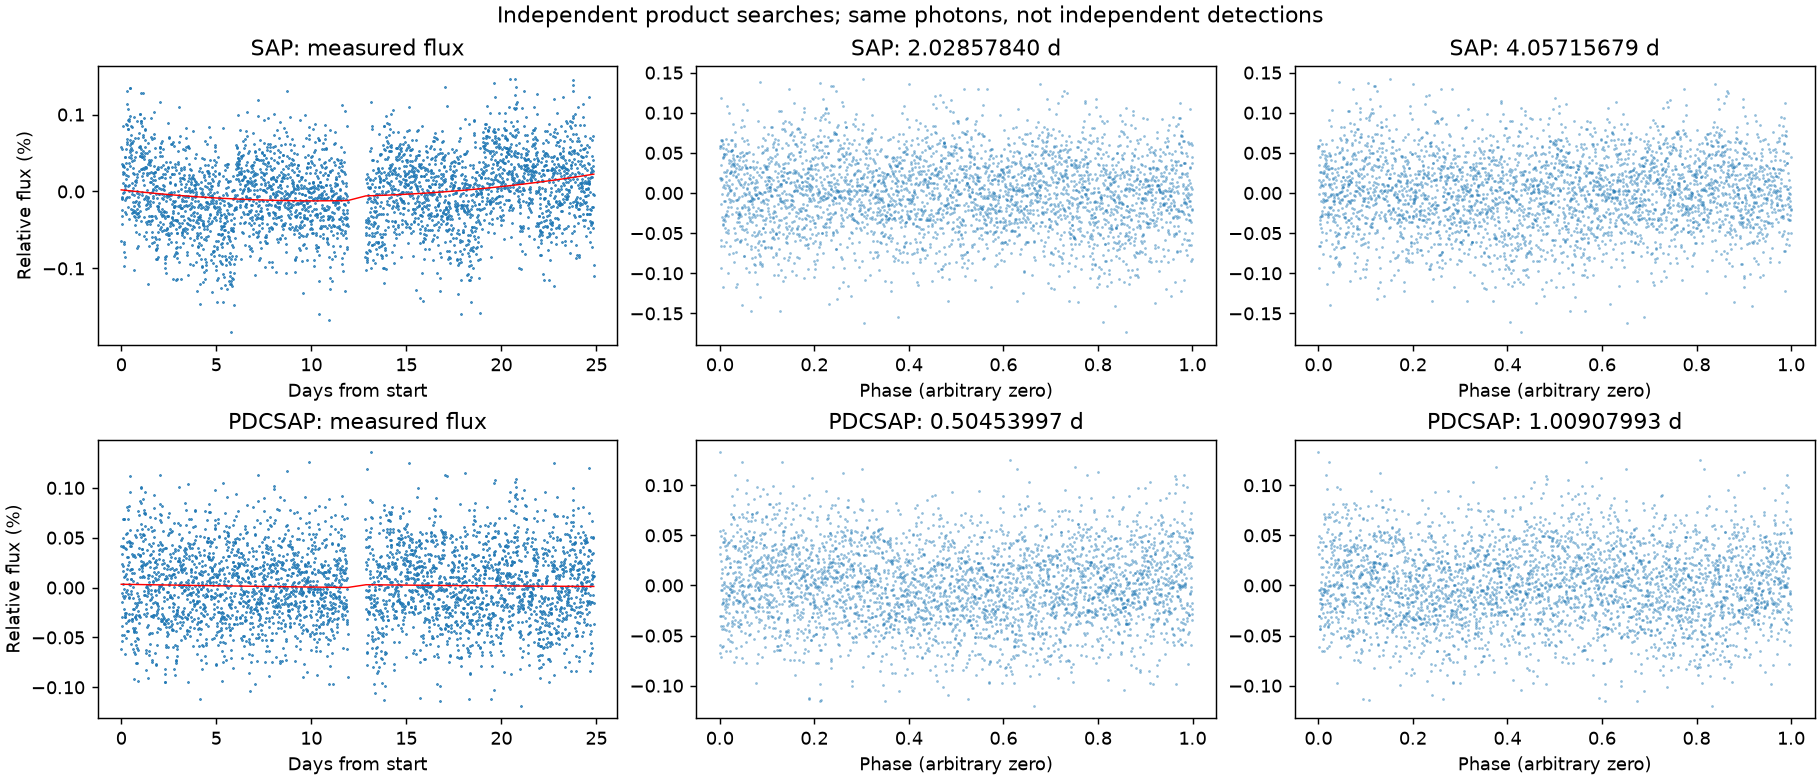 Independent product searches; same photons, not independent detections
SAP: measured flux
SAP: 2.02857840 d
SAP: 4.05715679 d
Relative flux (%)
0.1
0.0
−0.1
0 5 10 15 20 25
Days from start
0.15
0.10
0.05
0.00
−0.05
−0.10
−0.15
0.0 0.2 0.4 0.6 0.8 1.0
Phase (arbitrary zero)
0.15
0.10
0.05
0.00
−0.05
−0.10
−0.15
0.0 0.2 0.4 0.6 0.8 1.0
Phase (arbitrary zero)
PDCSAP: measured flux
PDCSAP: 0.50453997 d
PDCSAP: 1.00907993 d
Relative flux (%)
0.10
0.05
0.00
−0.05
−0.10
0 5 10 15 20 25
Days from start
0.10
0.05
0.00
−0.05
−0.10
0.0 0.2 0.4 0.6 0.8 1.0
Phase (arbitrary zero)
0.10
0.05
0.00
−0.05
−0.10
0.0 0.2 0.4 0.6 0.8 1.0
Phase (arbitrary zero)